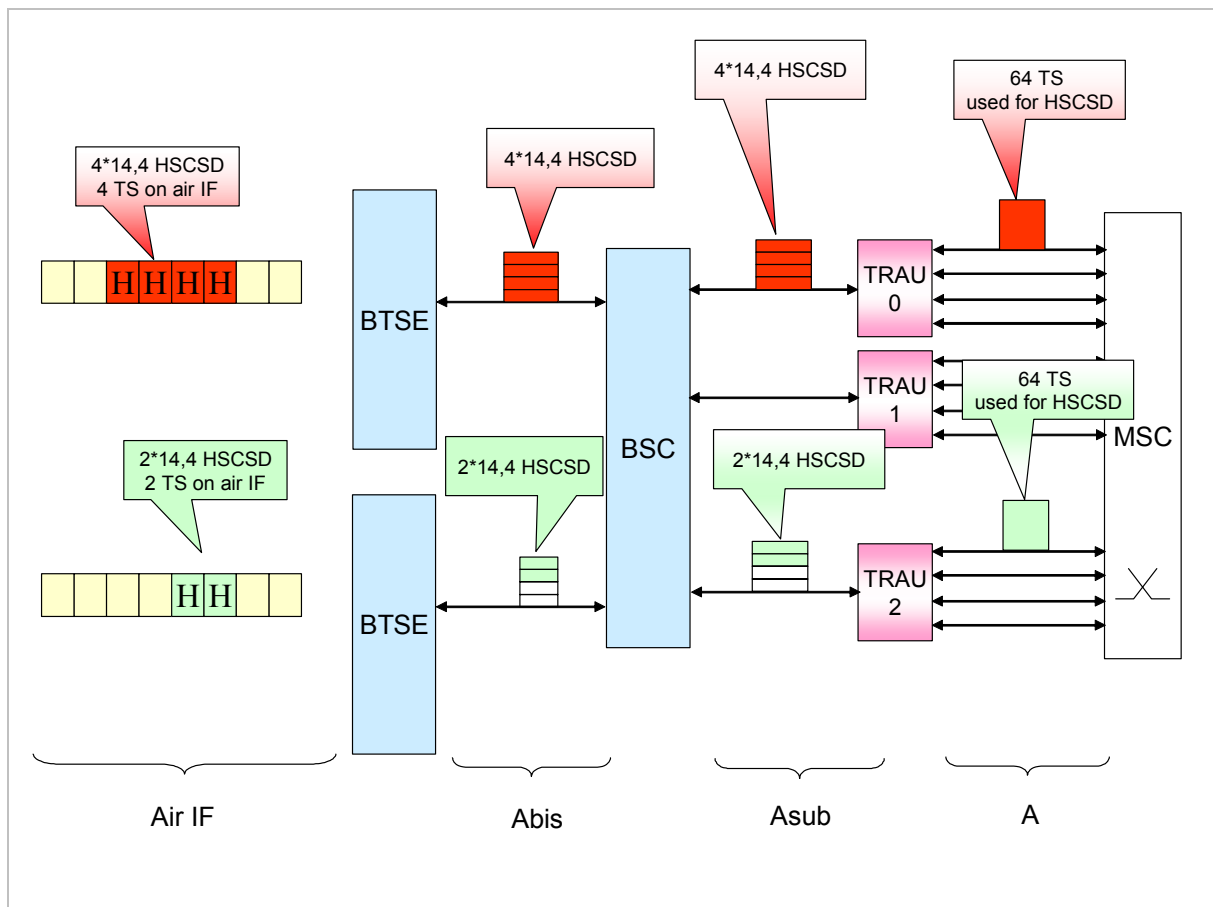 4*14,4 HSCSD
4 TS on air IF
4*14,4 HSCSD
4*14,4 HSCSD
64 TS
used for HSCSD
H H H H
BTSE
TRAU
0
TRAU
1
64 TS
used for HSCSD
BSC
MSC
2*14,4 HSCSD
2 TS on air IF
2*14,4 HSCSD
2*14,4 HSCSD
H H
BTSE
TRAU
2
Air IF
Abis
Asub
A